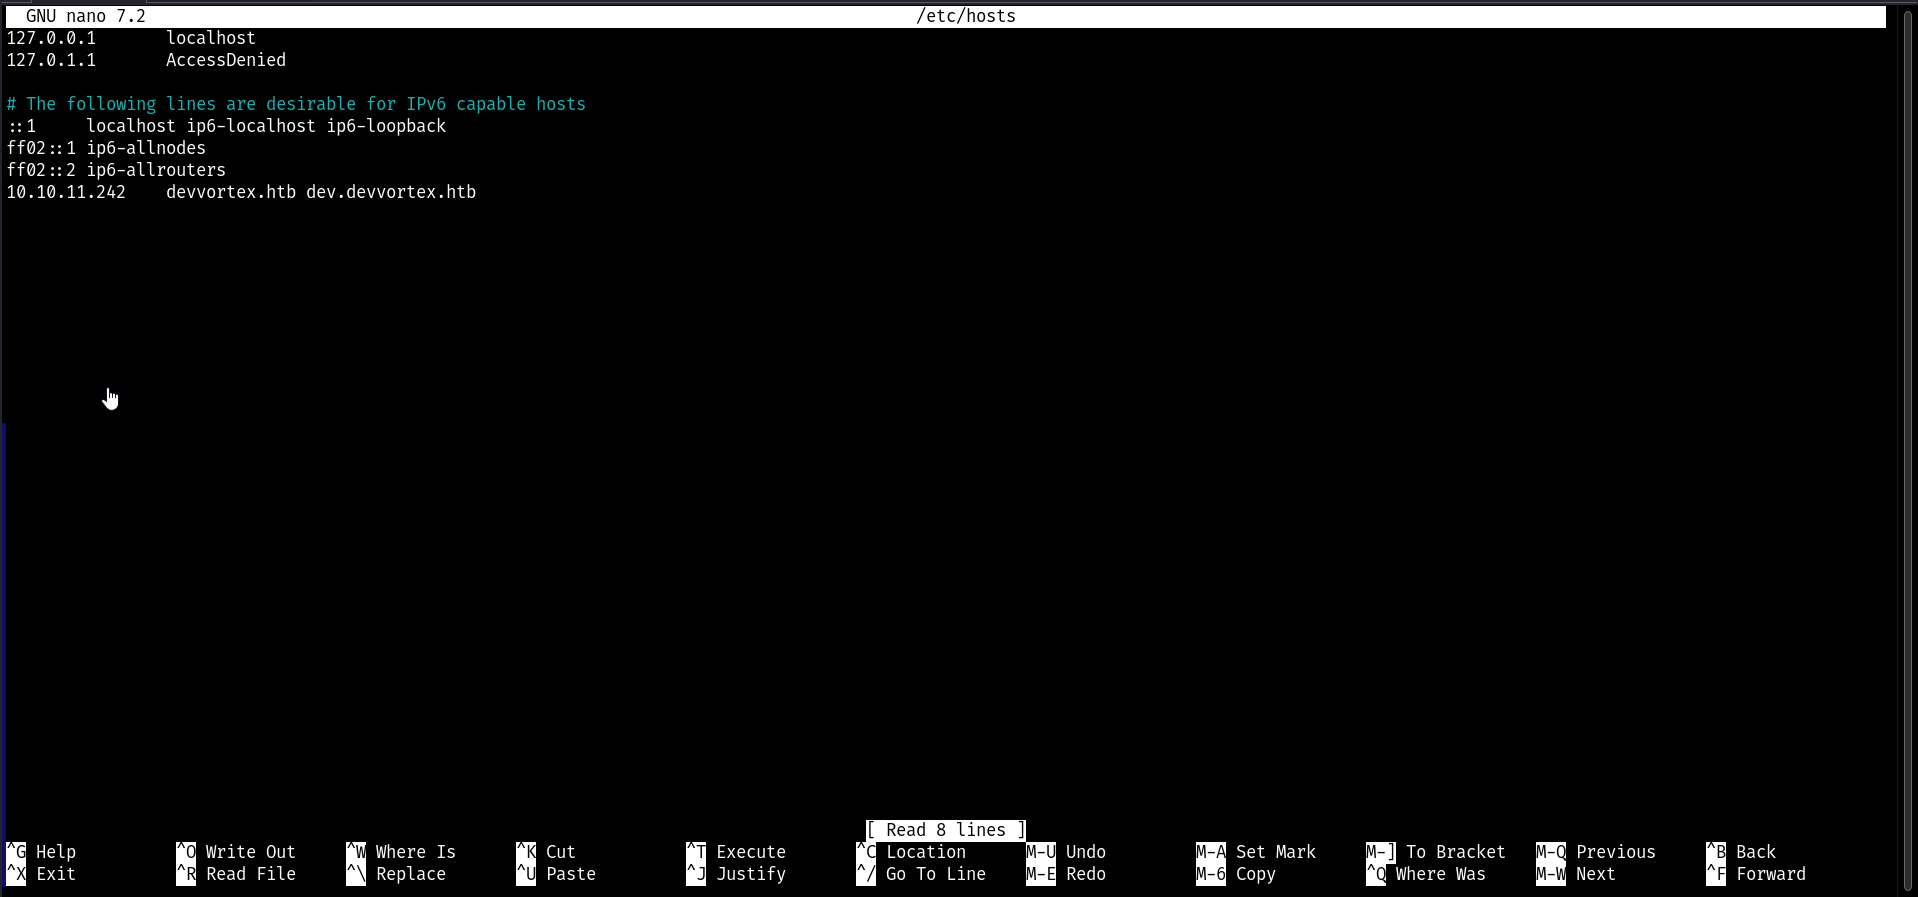 GNU nano 7.2 /etc/hosts
127.0.0.1 localhost
127.0.1.1 AccessDenied
# The following lines are desirable for IPv6 capable hosts
::1 localhost ip6-localhost ip6-loopback
ff02::1 ip6-allnodes
ff02::2 ip6-allrouters
10.10.11.242 devvortex.htb dev.devvortex.htb
[ Read 8 lines ]
^G Help ^O Write Out ^W Where Is ^K Cut ^T Execute ^C Location M-U Undo M-A Set Mark M-] To Bracket M-Q Previous ^B Back
^X Exit ^R Read File ^\ Replace ^U Paste ^J Justify ^/ Go To Line M-E Redo M-6 Copy ^Q Where Was M-W Next ^F Forward